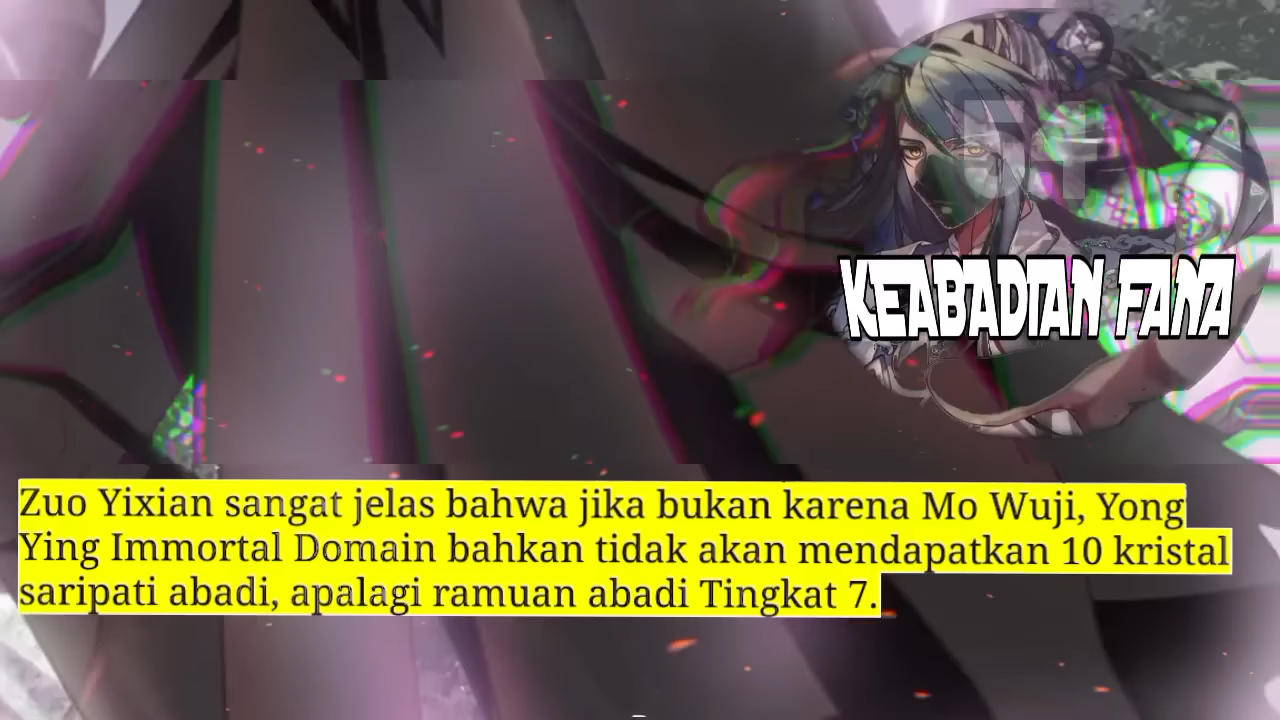 54
KEABADIAN FANA
Zuo Yixian sangat jelas bahwa jika bukan karena Mo Wuji, Yong
Ying Immortal Domain bahkan tidak akan mendapatkan 10 kristal
saripati abadi, apalagi ramuan abadi Tingkat 7.